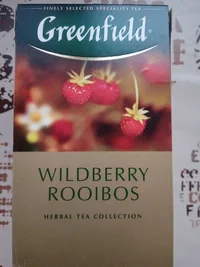 FINELY SELECTED SPECIALITY TEA
Greenfield
WILDBERRY
ROOIBOS
HERBAL TEA COLLECTION